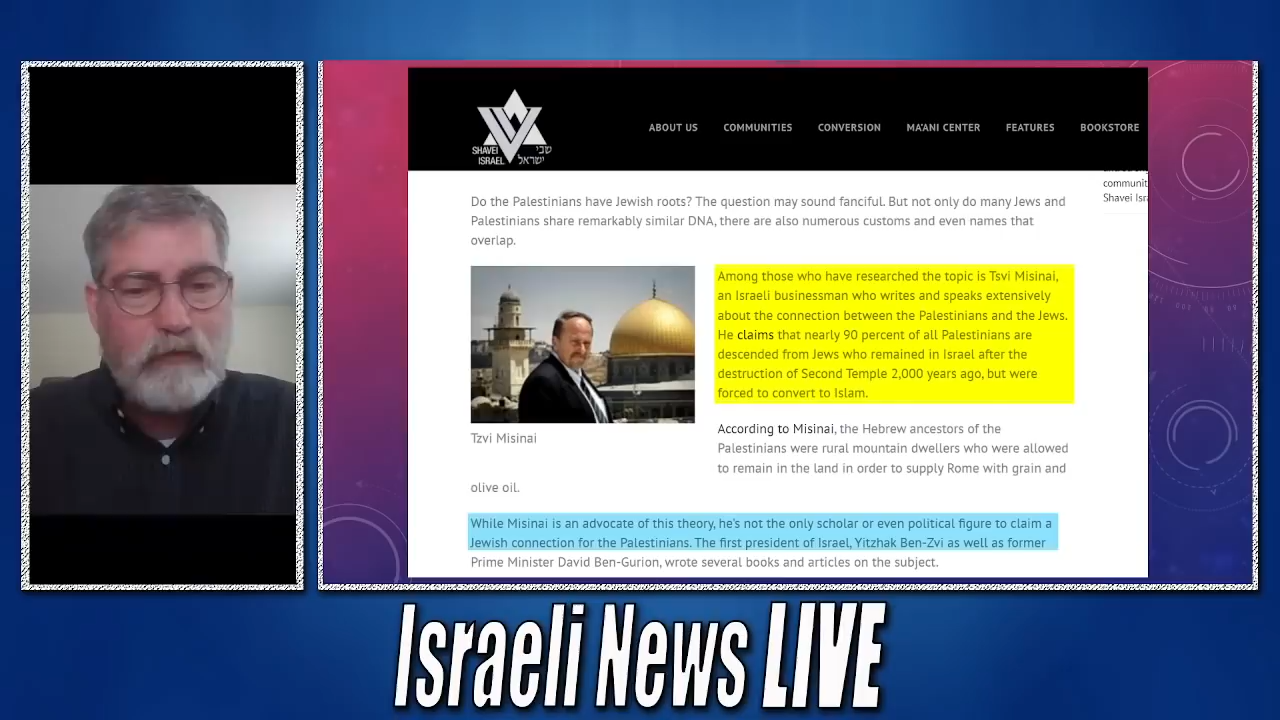 SHAVEI
ISRAEL
שבי
ישראל
ABOUT US COMMUNITIES CONVERSION MA'ANI CENTER FEATURES BOOKSTORE
communit
Shavei Isra
Do the Palestinians have Jewish roots? The question may sound fanciful. But not only do many Jews and
Palestinians share remarkably similar DNA, there are also numerous customs and even names that
overlap.
Among those who have researched the topic is Tsvi Misinai,
an Israeli businessman who writes and speaks extensively
about the connection between the Palestinians and the Jews.
He claims that nearly 90 percent of all Palestinians are
descended from Jews who remained in Israel after the
destruction of Second Temple 2,000 years ago, but were
forced to convert to Islam.
Tzvi Misinai
According to Misinai, the Hebrew ancestors of the
Palestinians were rural mountain dwellers who were allowed
to remain in the land in order to supply Rome with grain and
olive oil.
While Misinai is an advocate of this theory, he's not the only scholar or even political figure to claim a
Jewish connection for the Palestinians. The first president of Israel, Yitzhak Ben-Zvi as well as former
Prime Minister David Ben-Gurion, wrote several books and articles on the subject.
Israeli News LIVE